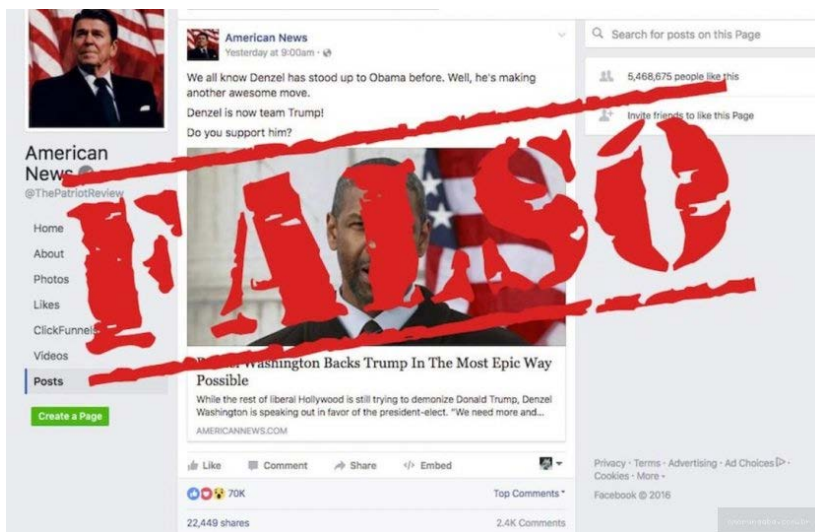 American
News
@ThePatriotReview
Home
About
Photos
Likes
ClickFunnels
Videos
Posts
Create a Page
American News
Yesterday at 9:00am ·
We all know Denzel has stood up to Obama before. Well, he's making
another awesome move.
Denzel is now team Trump!
Do you support him?
FALSO
Washington Backs Trump In The Most Epic Way
Possible
While the rest of liberal Hollywood is still trying to demonize Donald Trump, Denzel
Washington is speaking out in favor of the president-elect. "We need more and...
AMERICANNEWS.COM
Like Comment Share Embed
70K Top Comments
22,449 shares 2.4K Comments
Search for posts on this Page
5,468,675 people like this
Invite friends to like this Page
Privacy · Terms · Advertising · Ad Choices ·
Cookies · More
Facebook © 2016